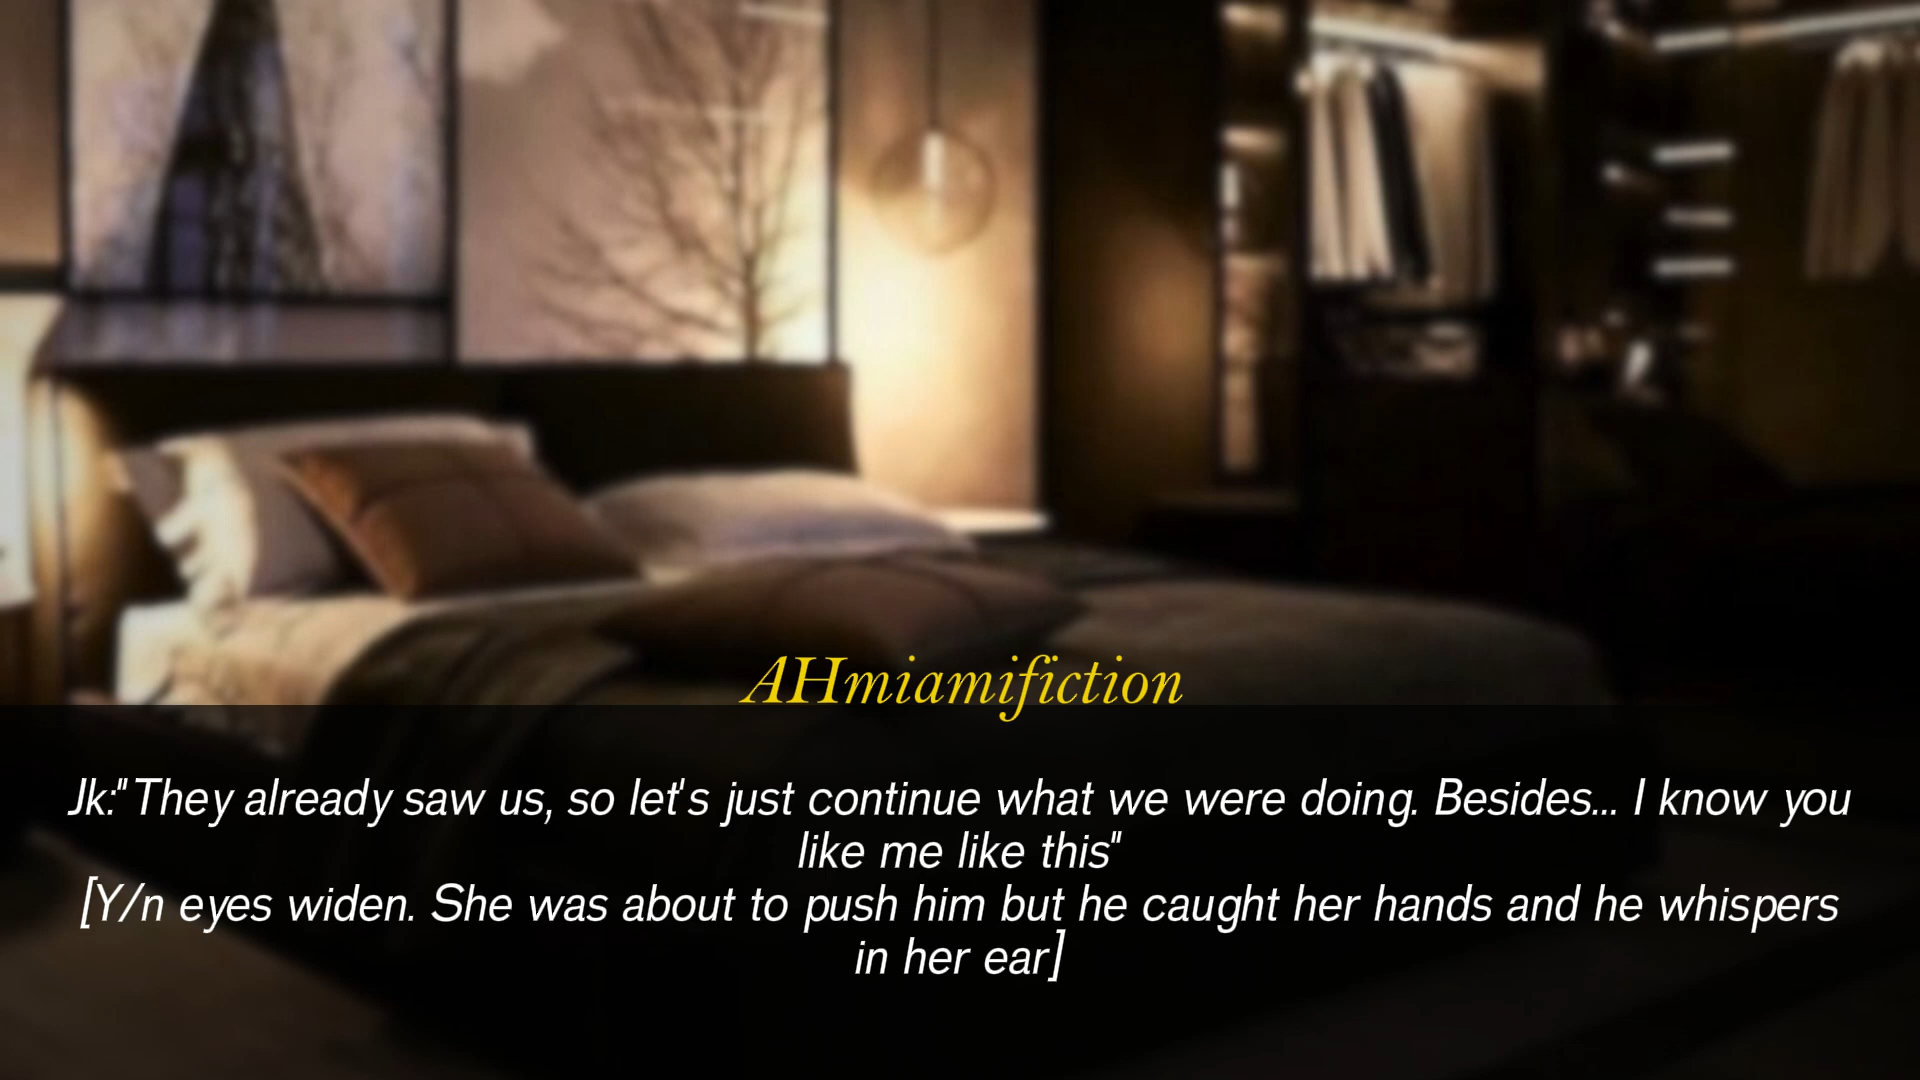 AHmiamifiction
Jk:"They already saw us, so let's just continue what we were doing. Besides... I know you
like me like this"
[Y/n eyes widen. She was about to push him but he caught her hands and he whispers
in her ear]